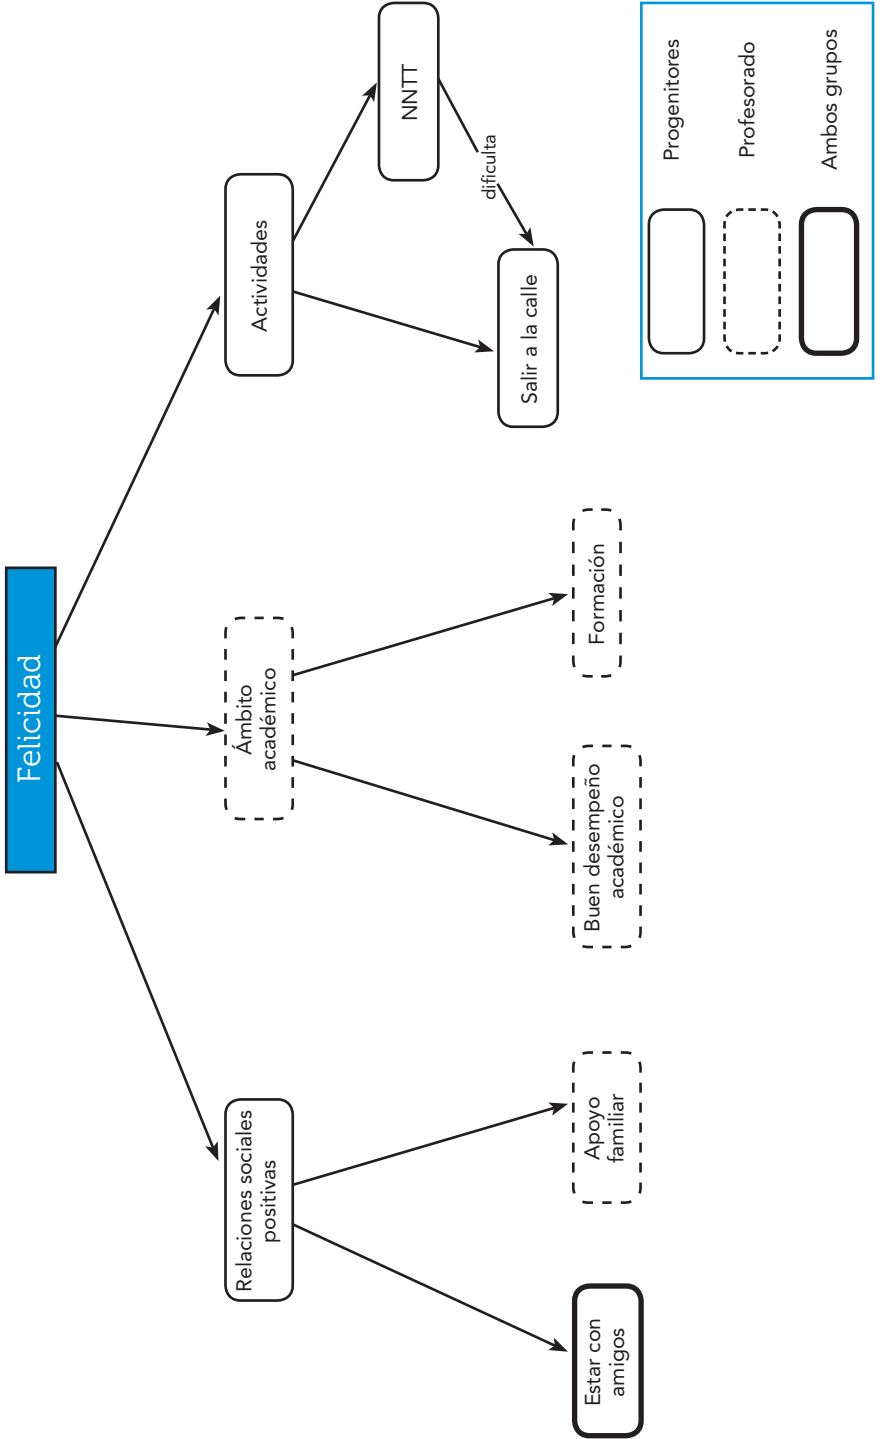 Felicidad
Relaciones sociales
positivas
Ámbito
académico
Actividades
NNTT
dificulta
Salir a la calle
Estar con
amigos
Apoyo
familiar
Buen desempeño
académico
Formación
Progenitores
Profesorado
Ambos grupos